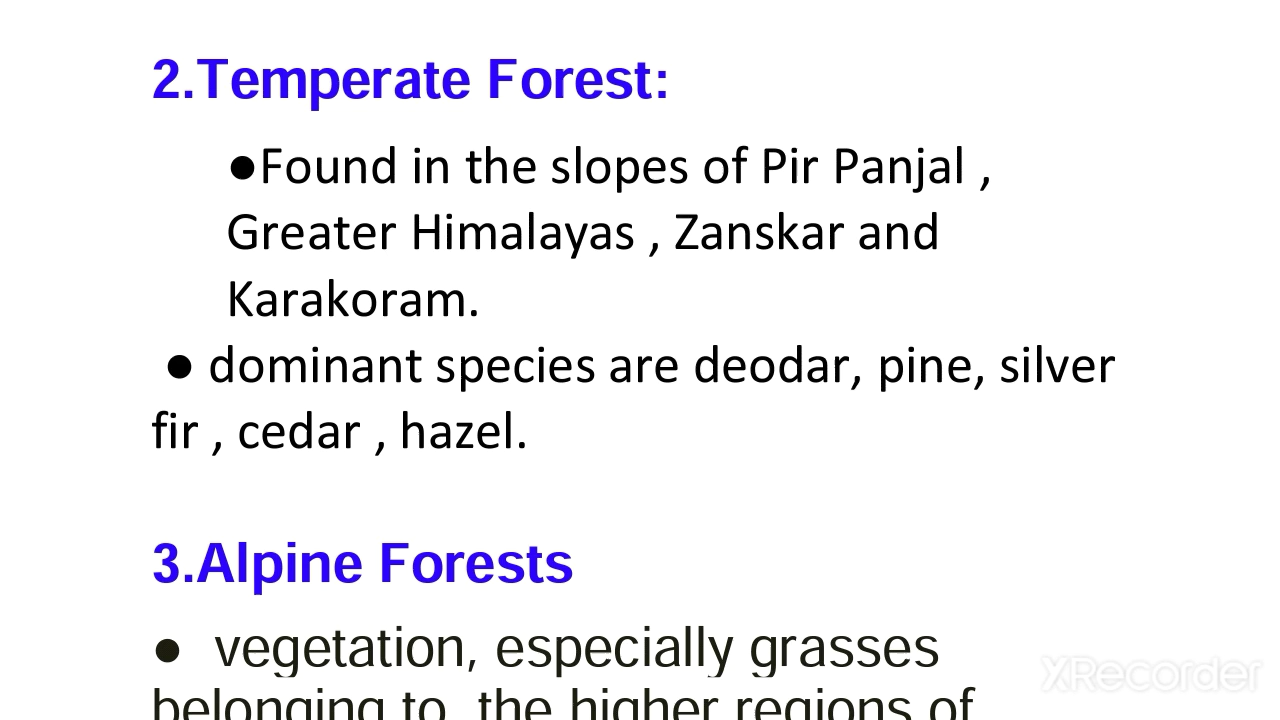 2.Temperate Forest:
●Found in the slopes of Pir Panjal ,
Greater Himalayas , Zanskar and
Karakoram.
● dominant species are deodar, pine, silver
fir , cedar , hazel.
3.Alpine Forests
● vegetation, especially grasses
belonging to the higher regions of
XRecorder